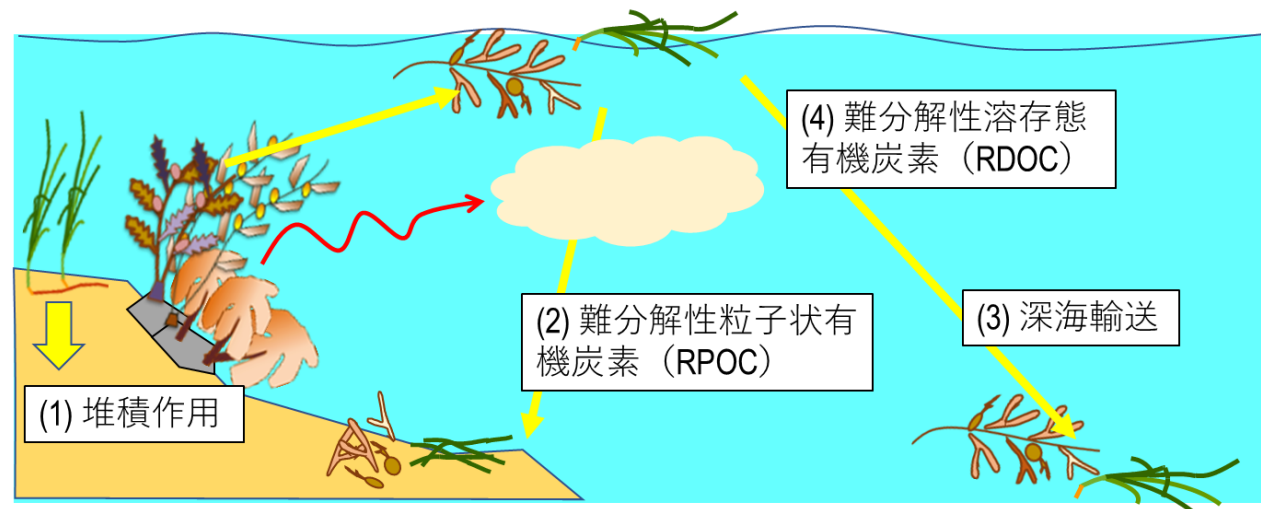 (4) 難分解性溶存態
有機炭素（RDOC）
(2) 難分解性粒子状有
機炭素（RPOC）
(3) 深海輸送
(1) 堆積作用